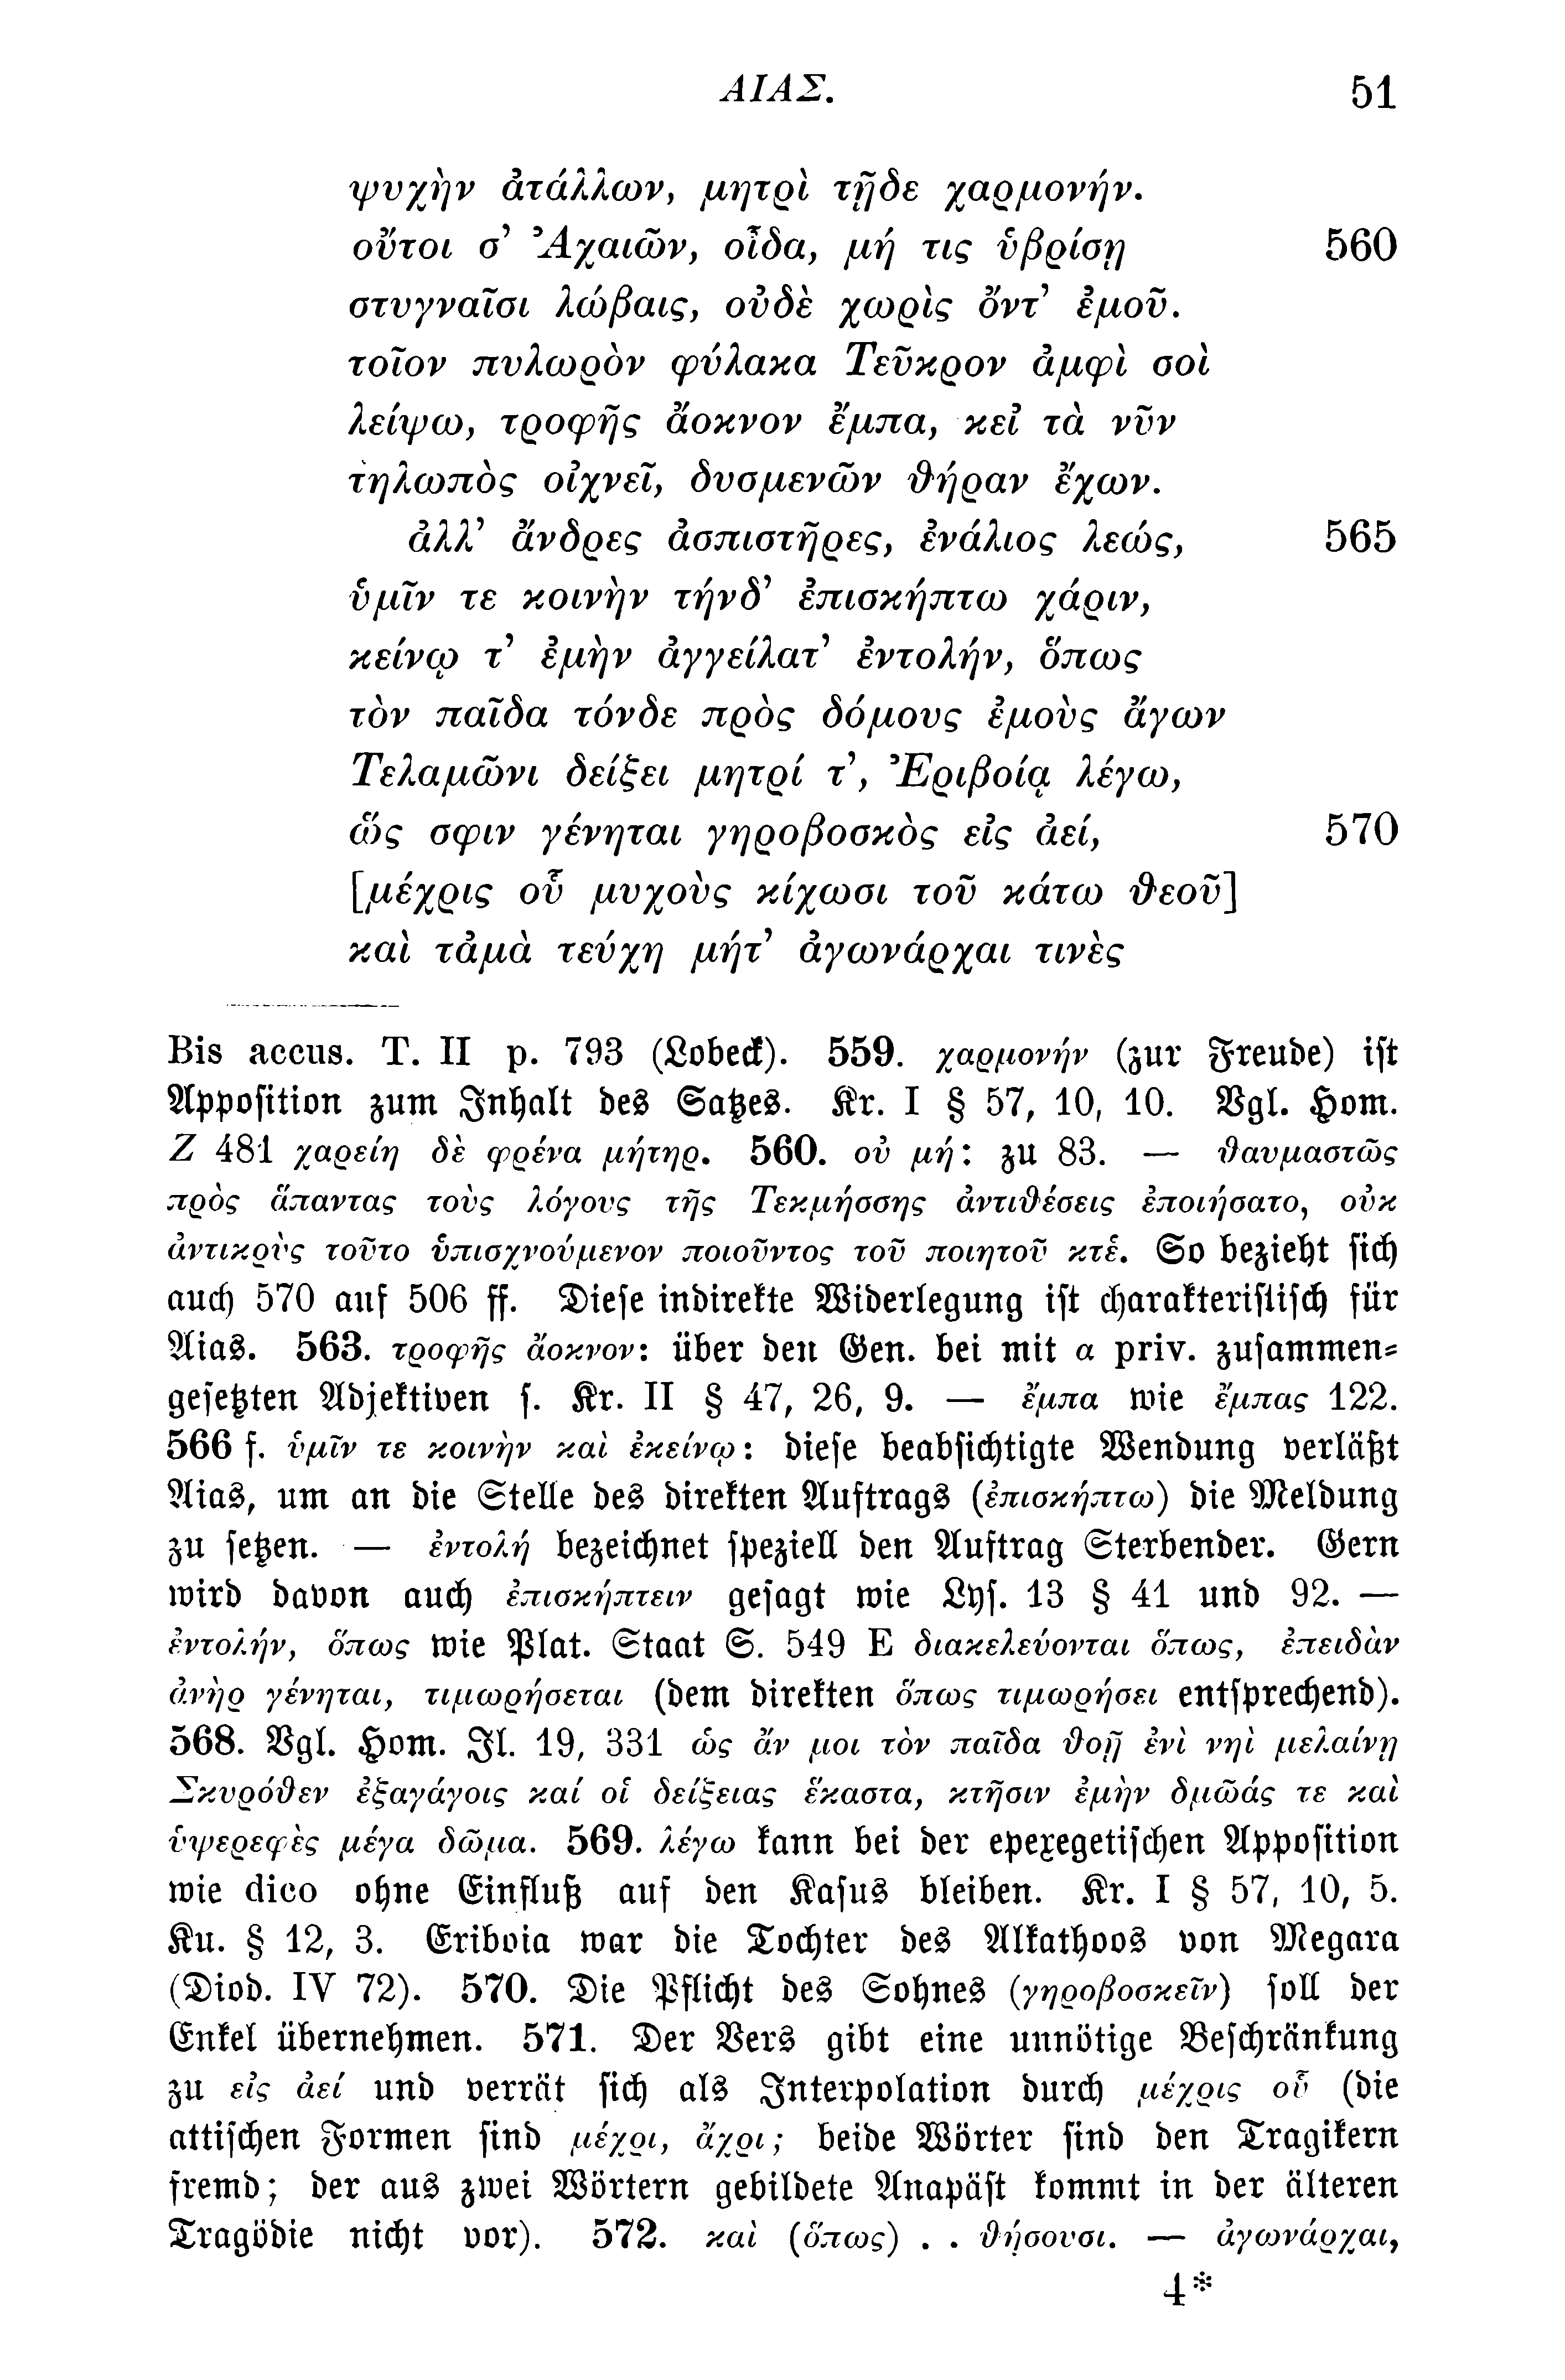 ΑΙΑΣ. 51
ψυχὴν ἀτάλλων, μητρὶ τῇδε χαρμονήν.
οὔτοι σ’ Ἀχαιῶν, οἶδα, μή τις ὑβρίσῃ 560
στυγναῖσι λώβαις, οὐδὲ χωρὶς ὄντ’ ἐμοῦ.
τοῖον πυλωρὸν φύλακα Τεῦκρον ἀμφὶ σοὶ
λείψω, τροφῆς ἄοκνον ἔμπα, κεἰ τὰ νῦν
τηλωπὸς οἰχνεῖ, δυσμενῶν θήραν ἔχων.
ἀλλ’ ἄνδρες ἀσπιστῆρες, ἐνάλιος λεώς, 565
ὑμῖν τε κοινὴν τήνδ’ ἐπισκήπτω χάριν,
κείνῳ τ’ ἐμὴν ἀγγείλατ’ ἐντολήν, ὅπως
τὸν παῖδα τόνδε πρὸς δόμους ἐμοὺς ἄγων
Τελαμῶνι δείξει μητρί τ’, Ἐριβοίᾳ λέγω,
ὥς σφιν γένηται γηροβοσκὸς εἰς ἀεί, 570
[μέχρις οὗ μυχοὺς κίχωσι τοῦ κάτω θεοῦ]
καὶ τἀμὰ τεύχη μήτ’ ἀγωνάρχαι τινὲς
Bis accus. T. II p. 793 (Lobeck). 559. χαρμονήν (zur Freude) ist
Apposition zum Inhalt des Satzes. Kr. I § 57, 10, 10. Vgl. Hom.
Z 481 χαρείη δὲ φρένα μήτηρ. 560. οὐ μή: zu 83. — θαυμαστῶς
πρὸς ἅπαντας τοὺς λόγους τῆς Τεκμήσσης ἀντιθέσεις ἐποιήσατο, οὐκ
ἀντικρὺς τοῦτο ὑπισχνούμενον ποιοῦντος τοῦ ποιητοῦ κτἑ. So bezieht sich
auch 570 auf 506 ff. Diese indirekte Widerlegung ist charakteristisch für
Aias. 563. τροφῆς ἄοκνον: über den Gen. bei mit α priv. zusammen-
gesetzten Adjektiven s. Kr. II § 47, 26, 9. — ἔμπα wie ἔμπας 122.
566 f. ὑμῖν τε κοινὴν καὶ ἐκείνῳ: diese beabsichtigte Wendung verläßt
Aias, um an die Stelle des direkten Auftrags (ἐπισκήπτω) die Meldung
zu setzen. — ἐντολή bezeichnet speziell den Auftrag Sterbender. Gern
wird davon auch ἐπισκήπτειν gesagt wie Lys. 13 § 41 und 92. —
ἐντολήν, ὅπως wie Plat. Staat S. 549 E διακελεύονται ὅπως, ἐπειδὰν
ἀνὴρ γένηται, τιμωρήσεται (dem direkten ὅπως τιμωρήσει entsprechend).
568. Vgl. Hom. Il. 19, 331 ὡς ἄν μοι τὸν παῖδα θοῇ ἐνὶ νηὶ μελαίνῃ
Σκυρόθεν ἐξαγάγοις καί οἱ δείξειας ἕκαστα, κτῆσιν ἐμὴν δμῶάς τε καὶ
ὑψερεφὲς μέγα δῶμα. 569. λέγω kann bei der epexegetischen Apposition
wie dico ohne Einfluß auf den Kasus bleiben. Kr. I § 57, 10, 5.
Ku. § 12, 3. Eriboia war die Tochter des Alkathoos von Megara
(Diod. IV 72). 570. Die Pflicht des Sohnes (γηροβοσκεῖν) soll der
Enkel übernehmen. 571. Der Vers gibt eine unnötige Beschränkung
zu εἰς ἀεί und verrät sich als Interpolation durch μέχρις οὗ (die
attischen Formen sind μέχρι, ἄχρι; beide Wörter sind den Tragikern
fremd; der aus zwei Wörtern gebildete Anapäst kommt in der älteren
Tragödie nicht vor). 572. καὶ (ὅπως) . . θήσουσι. — ἀγωνάρχαι,
4*